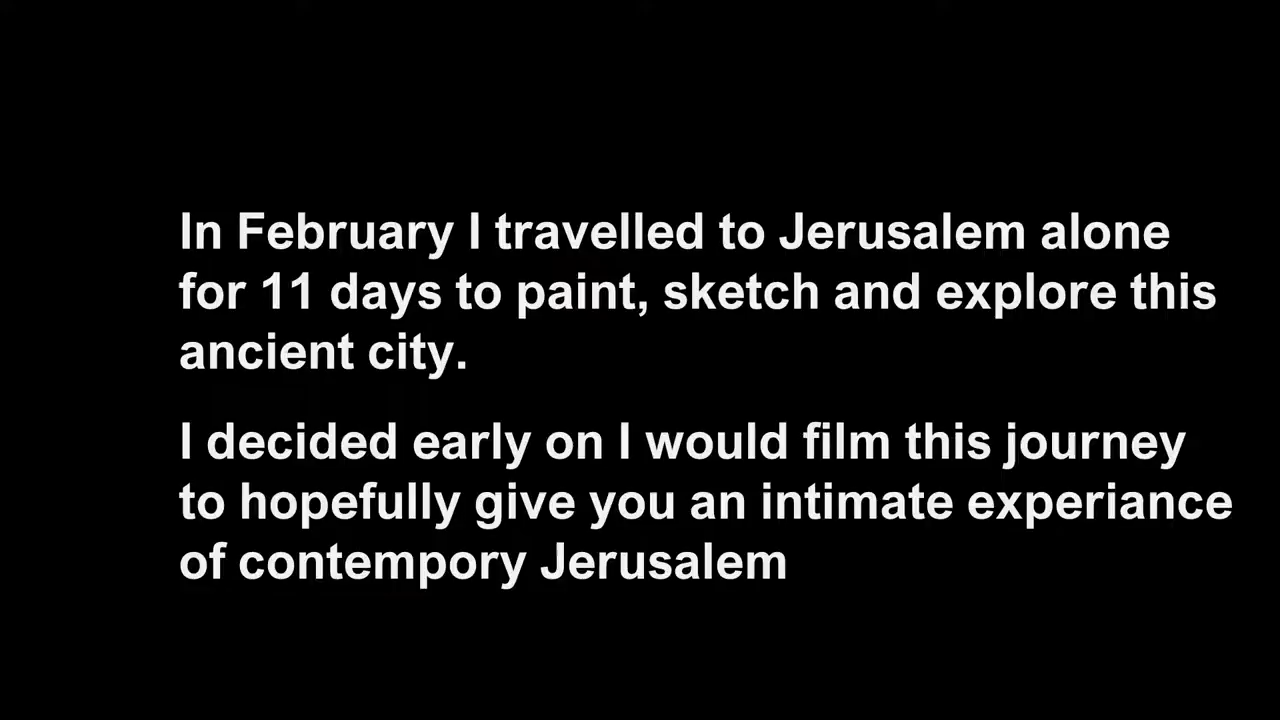 In February I travelled to Jerusalem alone
for 11 days to paint, sketch and explore this
ancient city.
I decided early on I would film this journey
to hopefully give you an intimate experiance
of contempory Jerusalem